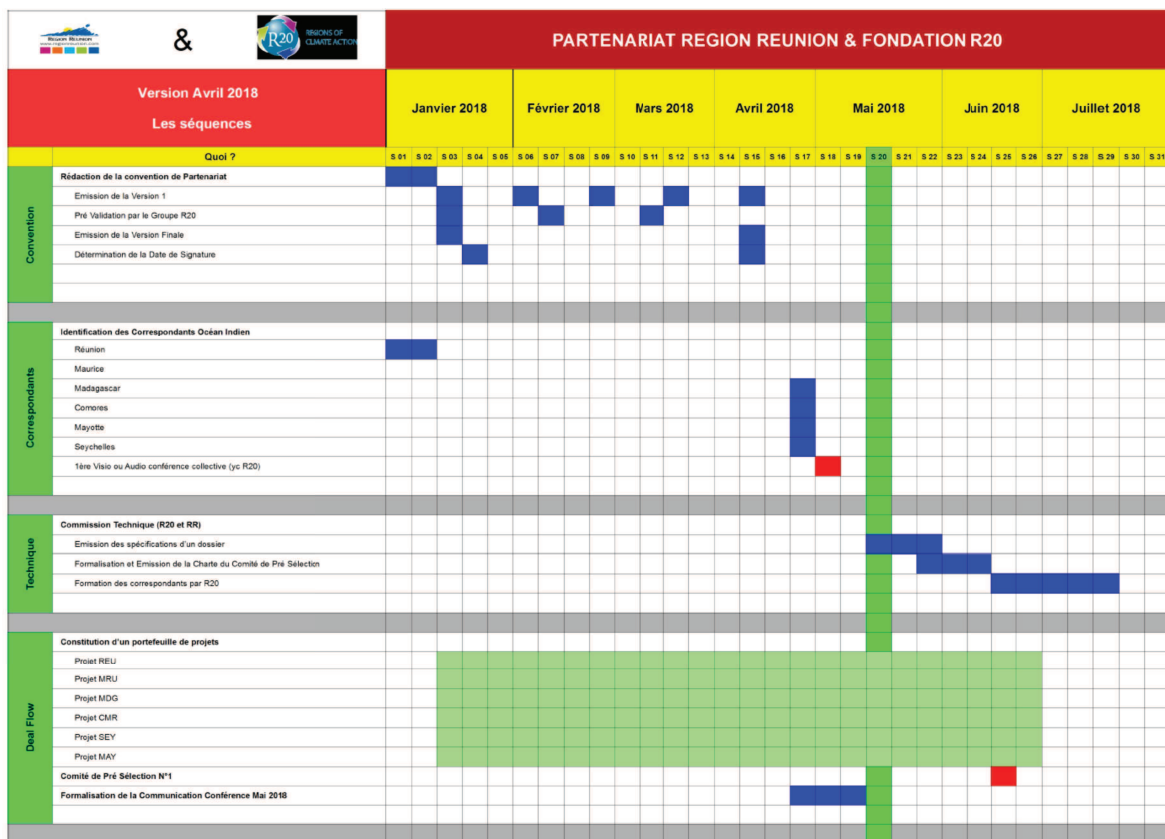 REGION REUNION
www.regionreunion.com
&
R20
REGIONS OF
CLIMATE ACTION
PARTENARIAT REGION REUNION & FONDATION R20
Version Avril 2018
Les séquences
Janvier 2018 Février 2018 Mars 2018 Avril 2018 Mai 2018 Juin 2018 Juillet 2018
Quoi ? S 01 S 02 S 03 S 04 S 05 S 06 S 07 S 08 S 09 S 10 S 11 S 12 S 13 S 14 S 15 S 16 S 17 S 18 S 19 S 20 S 21 S 22 S 23 S 24 S 25 S 26 S 27 S 28 S 29 S 30 S 31
Convention
Rédaction de la convention de Partenariat
Emission de la Version 1
Pré Validation par le Groupe R20
Emission de la Version Finale
Détermination de la Date de Signature
Correspondants
Identification des Correspondants Océan Indien
Réunion
Maurice
Madagascar
Comores
Mayotte
Seychelles
1ère Visio ou Audio conférence collective (yc R20)
Technique
Commission Technique (R20 et RR)
Emission des spécifications d'un dossier
Formalisation et Emission de la Charte du Comité de Pré Sélection
Formation des correspondants par R20
Deal Flow
Constitution d'un portefeuille de projets
Projet REU
Projet MRU
Projet MDG
Projet CMR
Projet SEY
Projet MAY
Comité de Pré Sélection N°1
Formalisation de la Communication Conférence Mai 2018